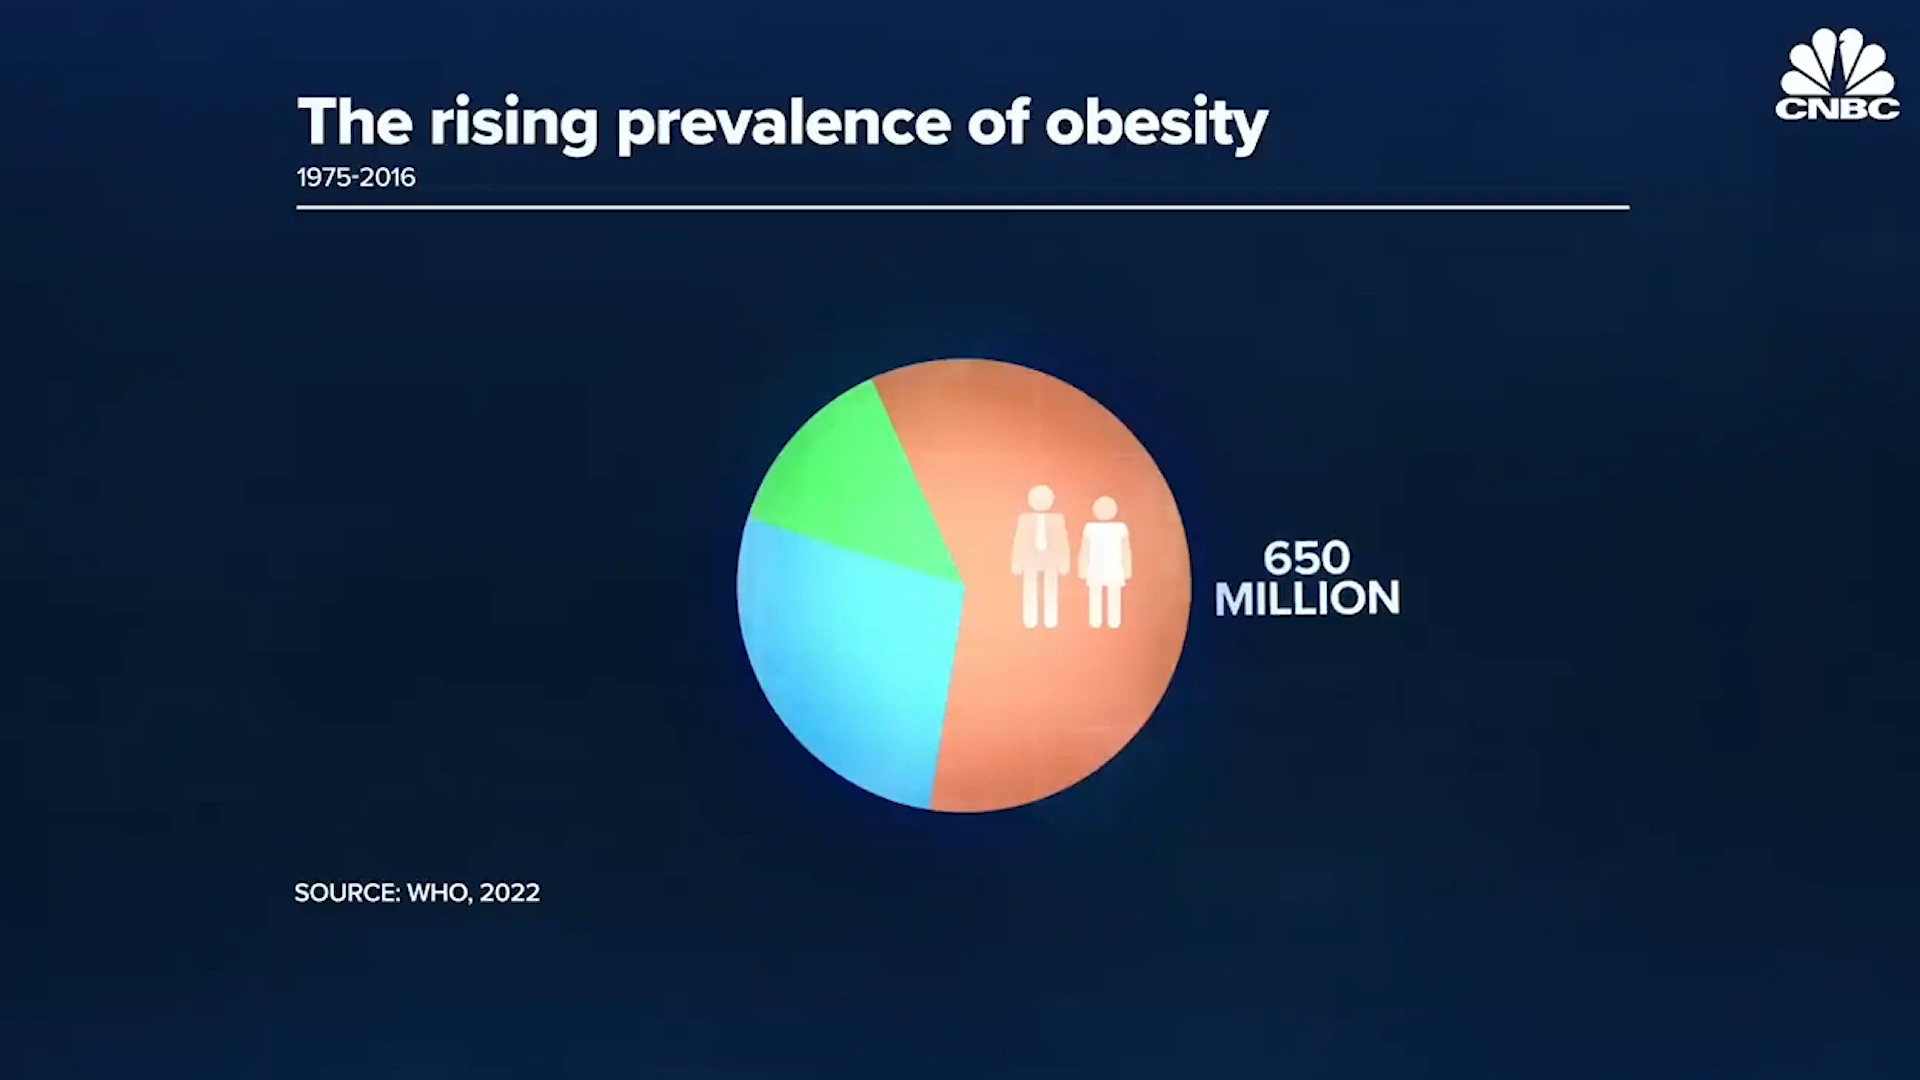 CNBC
The rising prevalence of obesity
1975-2016
650
MILLION
SOURCE: WHO, 2022